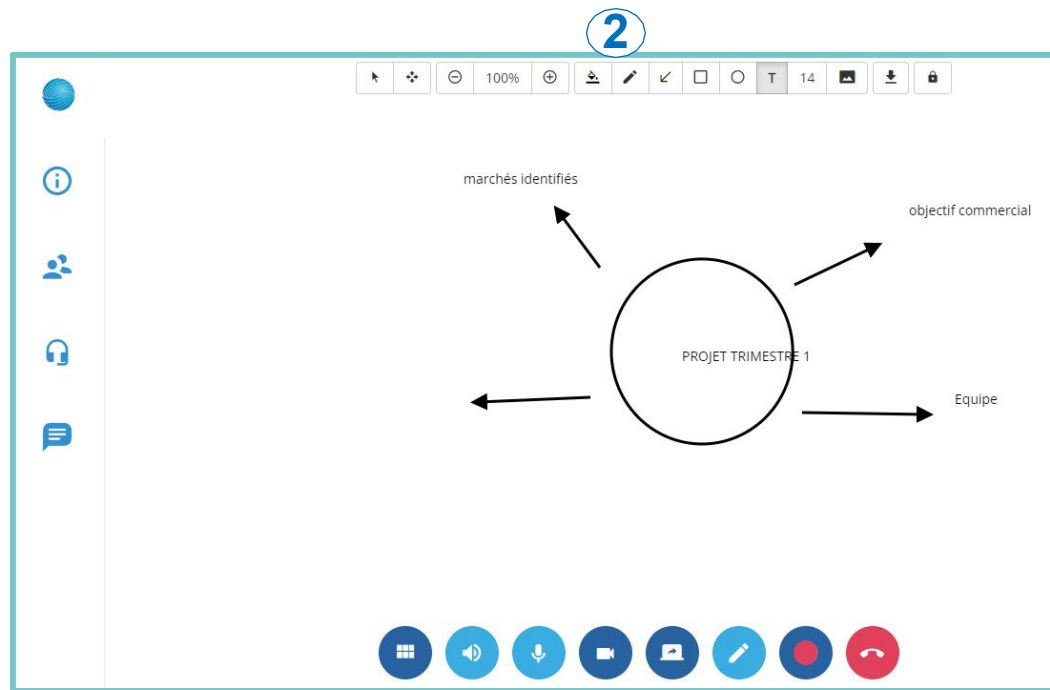 2
100%
T 14
marchés identifiés
objectif commercial
PROJET TRIMESTRE 1
Equipe